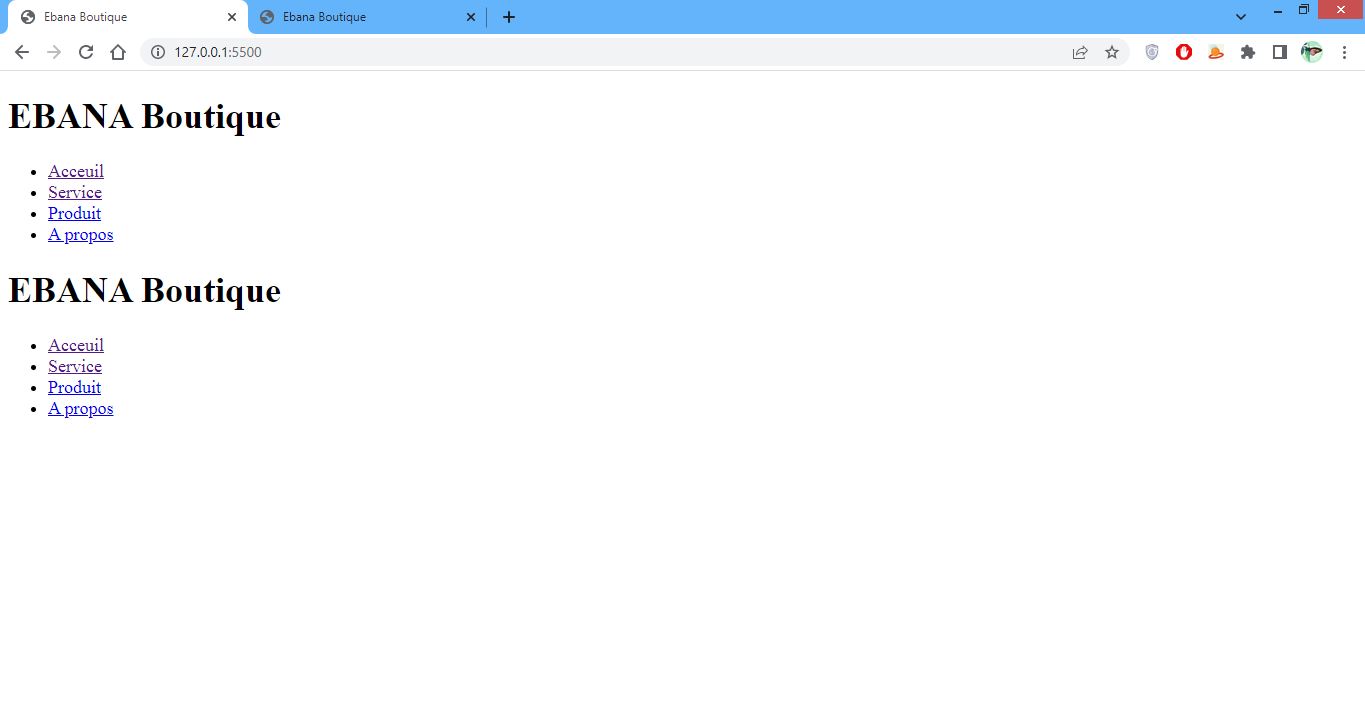 Ebana Boutique
Ebana Boutique
127.0.0.1:5500
EBANA Boutique
Acceuil
Service
Produit
A propos
EBANA Boutique
Acceuil
Service
Produit
A propos